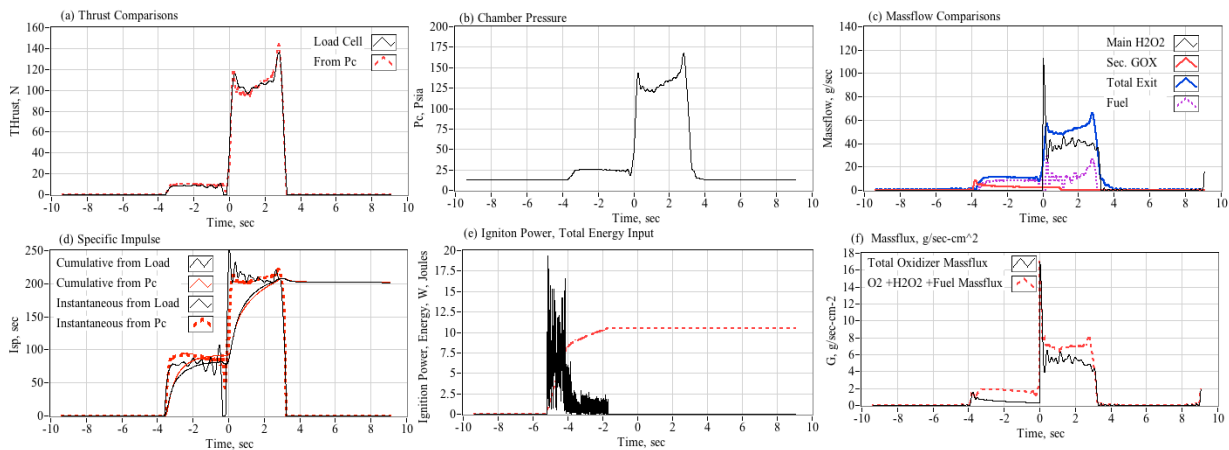 (a) Thrust Comparisons
THrust, N
160
140
120
100
80
60
40
20
0
Load Cell
From Pc
-10 -8 -6 -4 -2 0 2 4 6 8 10
Time, sec
(b) Chamber Pressure
Pc, Psia
200
175
150
125
100
75
50
25
0
-10 -8 -6 -4 -2 0 2 4 6 8 10
Time, sec
(c) Massflow Comparisons
Massflow, g/sec
140
120
100
80
60
40
20
0
Main H2O2
Sec. GOX
Total Exit
Fuel
-10 -8 -6 -4 -2 0 2 4 6 8 10
Time, sec
(d) Specific Impulse
Isp, sec
250
200
150
100
50
0
Cumulative from Load
Cumulative from Pc
Instantaneous from Load
Instantaneous from Pc
-10 -8 -6 -4 -2 0 2 4 6 8 10
Time, sec
(e) Igniton Power, Total Energy Input
Ignition Power, Energy, W, Joules
20
17.5
15
12.5
10
7.5
5
2.5
0
-10 -8 -6 -4 -2 0 2 4 6 8 10
Time, sec
(f) Massflux, g/sec-cm^2
G, g/sec-cm-2
18
16
14
12
10
8
6
4
2
0
Total Oxidizer Massflux
O2 +H2O2 +Fuel Massflux
-10 -8 -6 -4 -2 0 2 4 6 8 10
Time, sec